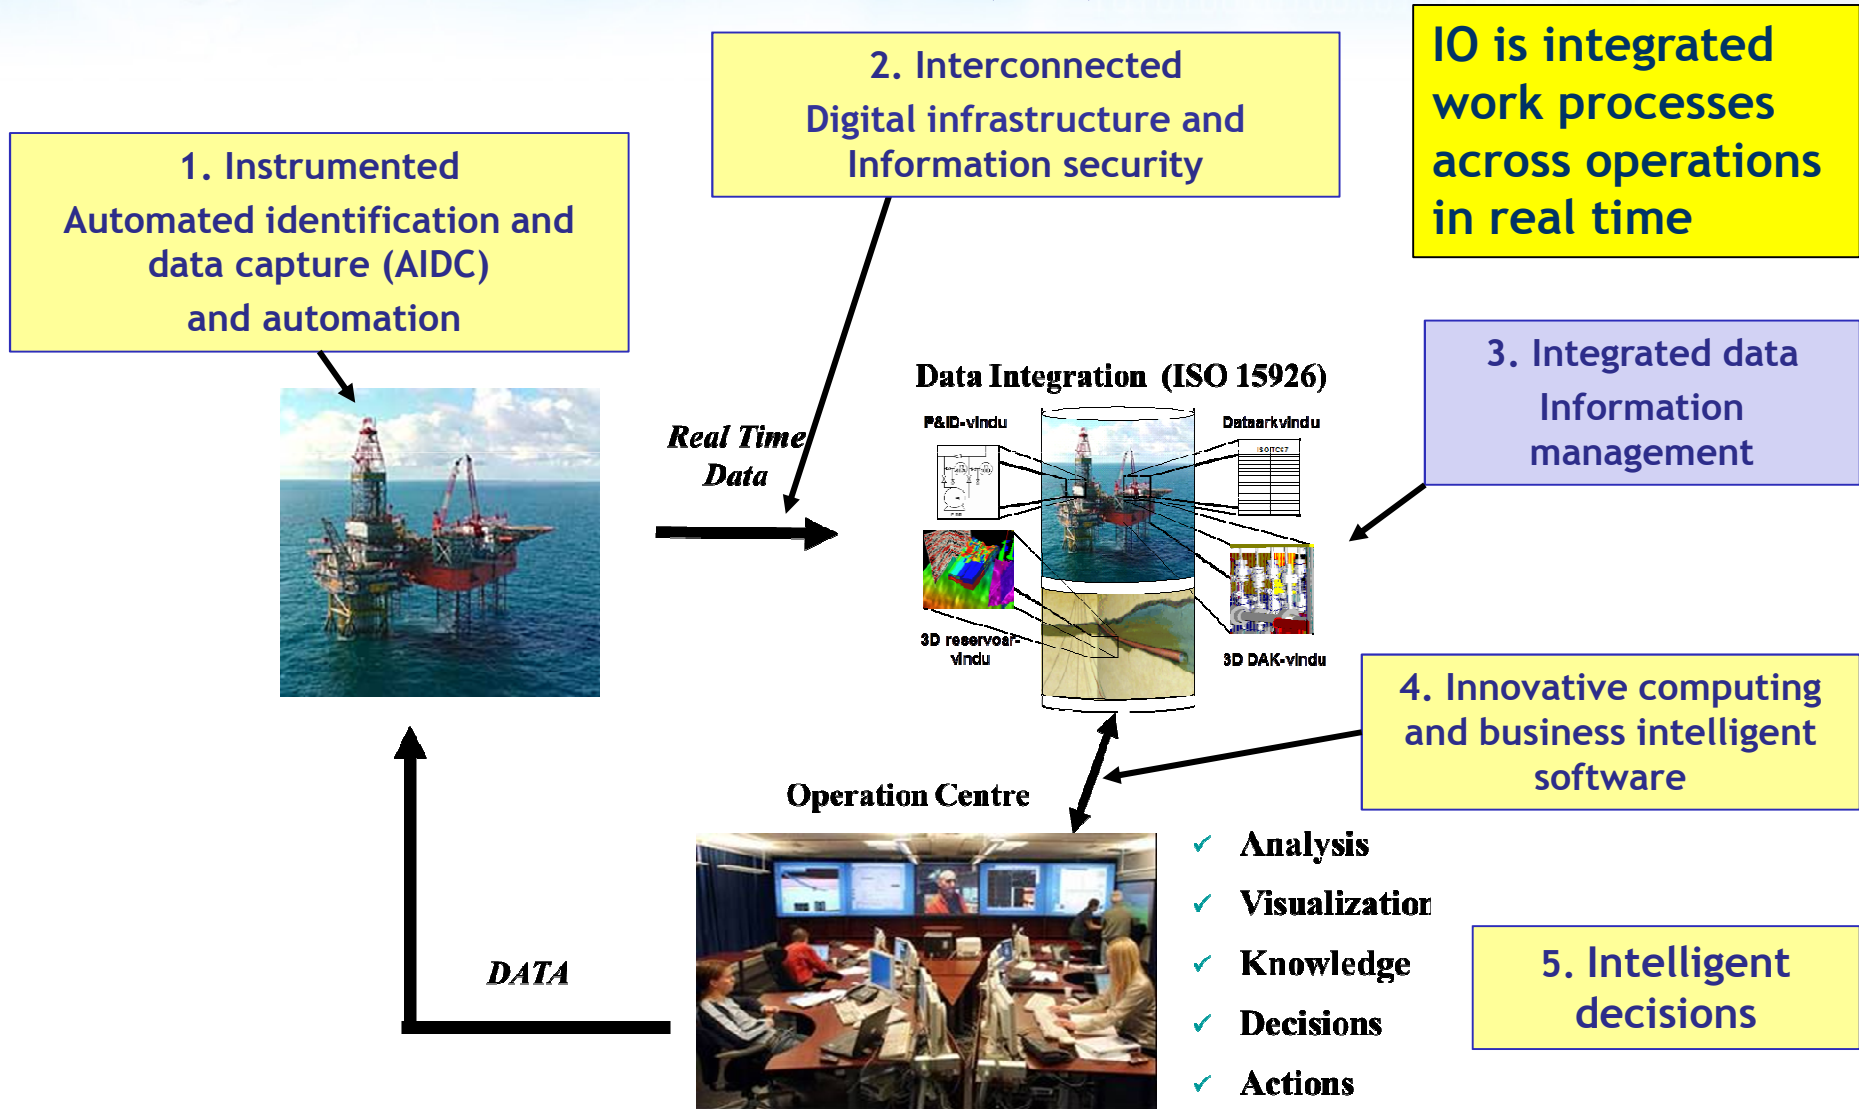 IO is integrated
work processes
across operations
in real time
2. Interconnected
Digital infrastructure and
Information security
1. Instrumented
Automated identification and
data capture (AIDC)
and automation
3. Integrated data
Information
management
Data Integration (ISO 15926)
P&ID-vindu
Dataarkvindu
Real Time
Data
3D reservoar-
vindu
3D DAK-vindu
4. Innovative computing
and business intelligent
software
Operation Centre
Analysis
Visualization
Knowledge
Decisions
Actions
DATA
5. Intelligent
decisions